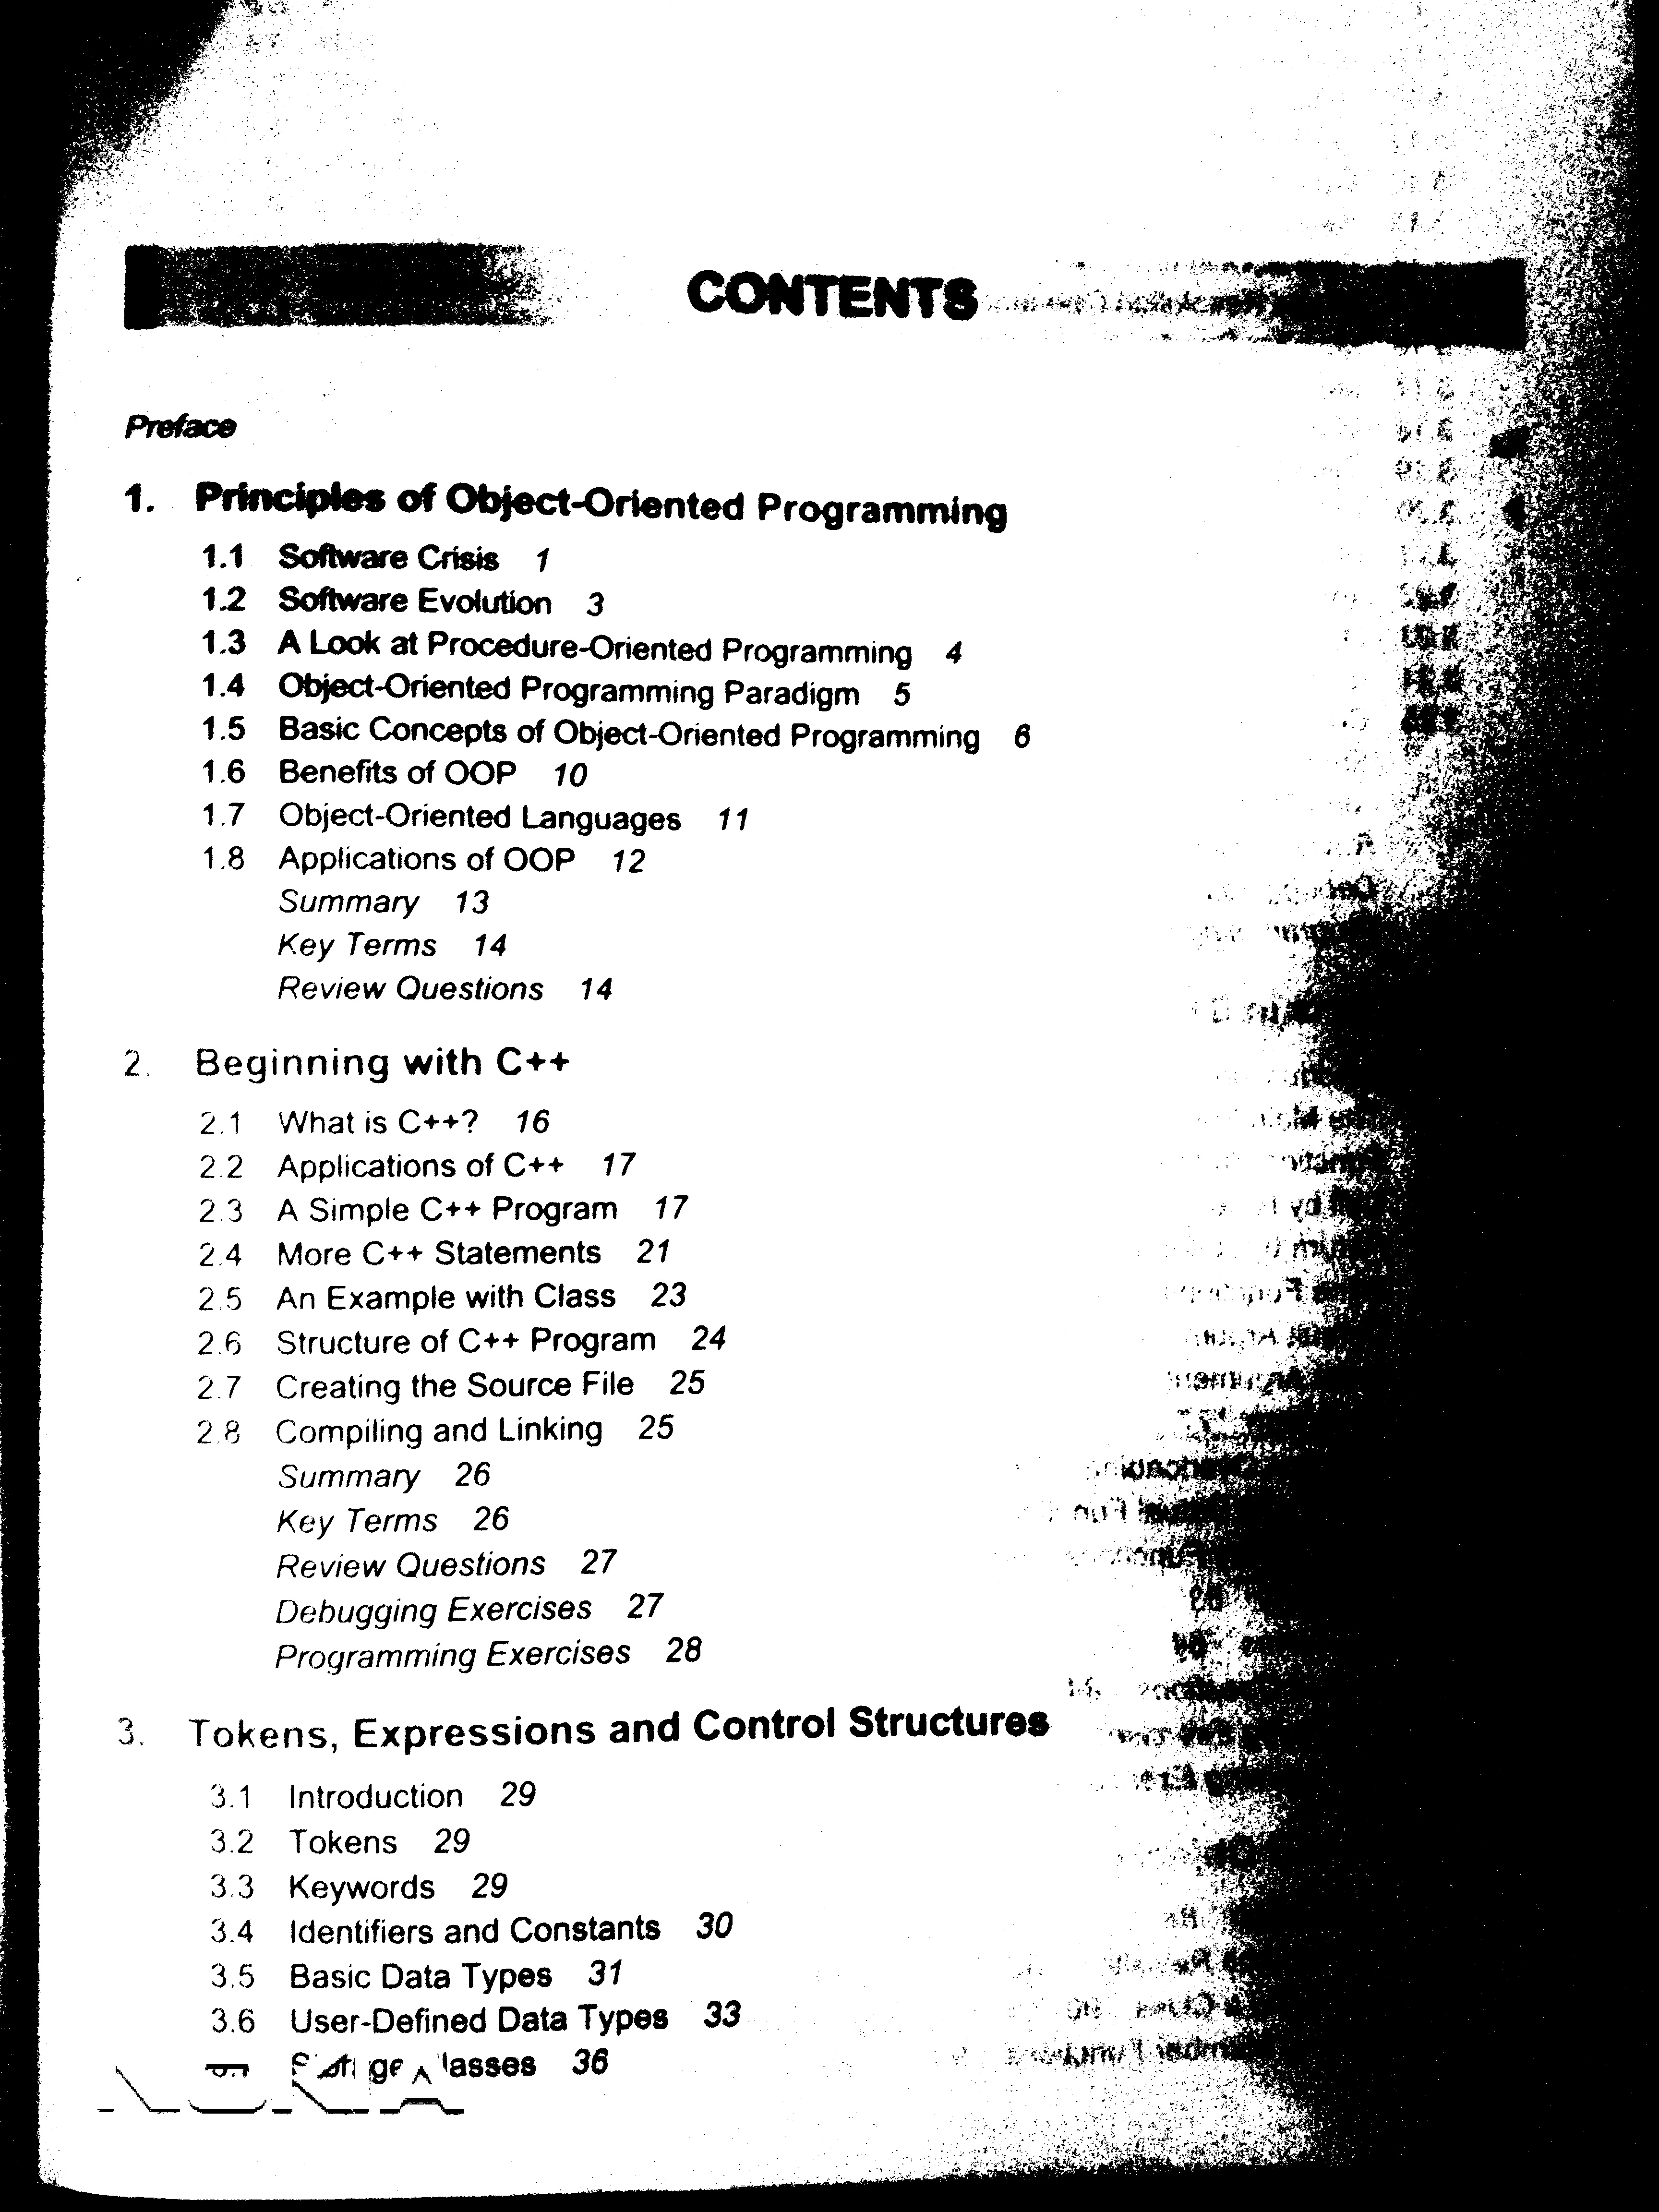 CONTENTS
Preface
1. Principles of Object-Oriented Programming
1.1 Software Crisis 1
1.2 Software Evolution 3
1.3 A Look at Procedure-Oriented Programming 4
1.4 Object-Oriented Programming Paradigm 5
1.5 Basic Concepts of Object-Oriented Programming 6
1.6 Benefits of OOP 10
1.7 Object-Oriented Languages 11
1.8 Applications of OOP 12
Summary 13
Key Terms 14
Review Questions 14
2. Beginning with C++
2.1 What is C++? 16
2.2 Applications of C++ 17
2.3 A Simple C++ Program 17
2.4 More C++ Statements 21
2.5 An Example with Class 23
2.6 Structure of C++ Program 24
2.7 Creating the Source File 25
2.8 Compiling and Linking 25
Summary 26
Key Terms 26
Review Questions 27
Debugging Exercises 27
Programming Exercises 28
3. Tokens, Expressions and Control Structures
3.1 Introduction 29
3.2 Tokens 29
3.3 Keywords 29
3.4 Identifiers and Constants 30
3.5 Basic Data Types 31
3.6 User-Defined Data Types 33
36